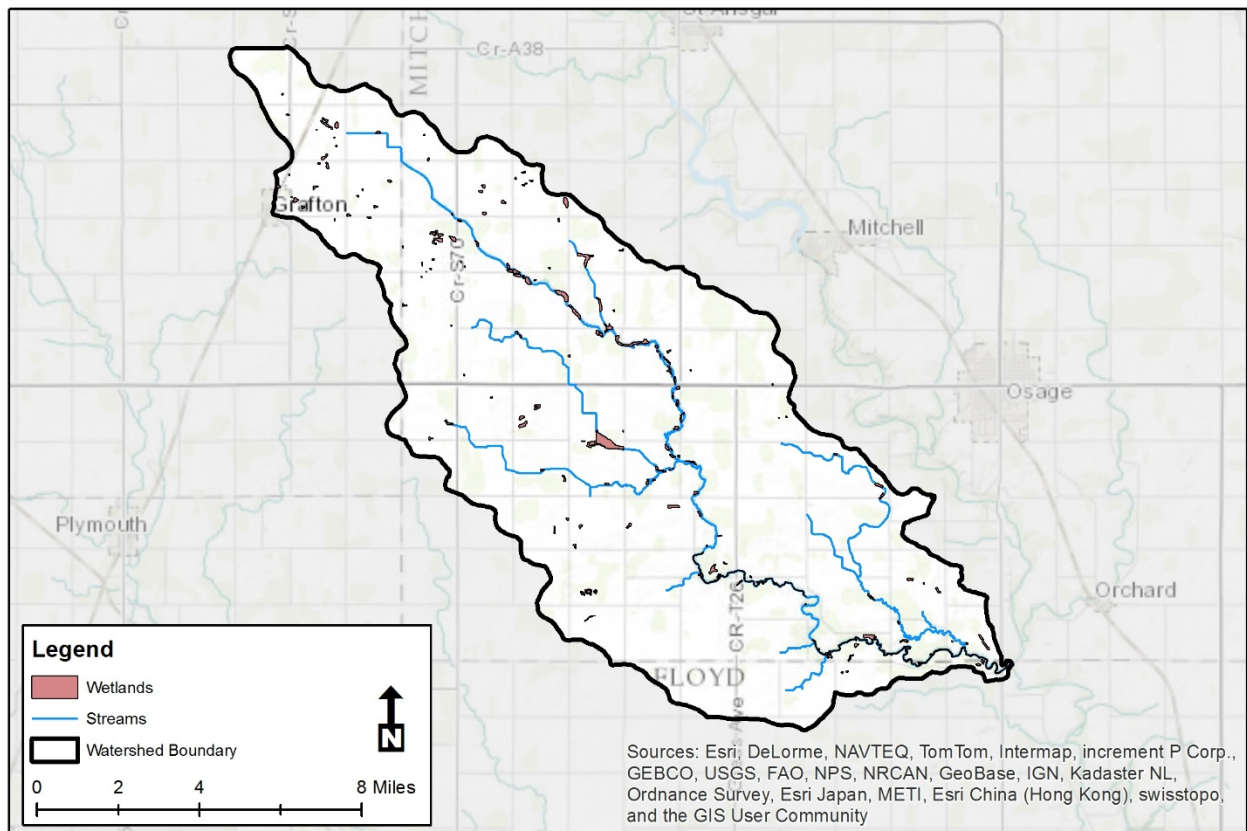 St Ansgar
Cr-A38
MITCH
Grafton
Mitchell
Cr-S70
Osage
Plymouth
Orchard
CR-T26
FLOYD
Legend
Wetlands
Streams
Watershed Boundary
N
0 2 4 8 Miles
Sources: Esri, DeLorme, NAVTEQ, TomTom, Intermap, increment P Corp.,
GEBCO, USGS, FAO, NPS, NRCAN, GeoBase, IGN, Kadaster NL,
Ordnance Survey, Esri Japan, METI, Esri China (Hong Kong), swisstopo,
and the GIS User Community